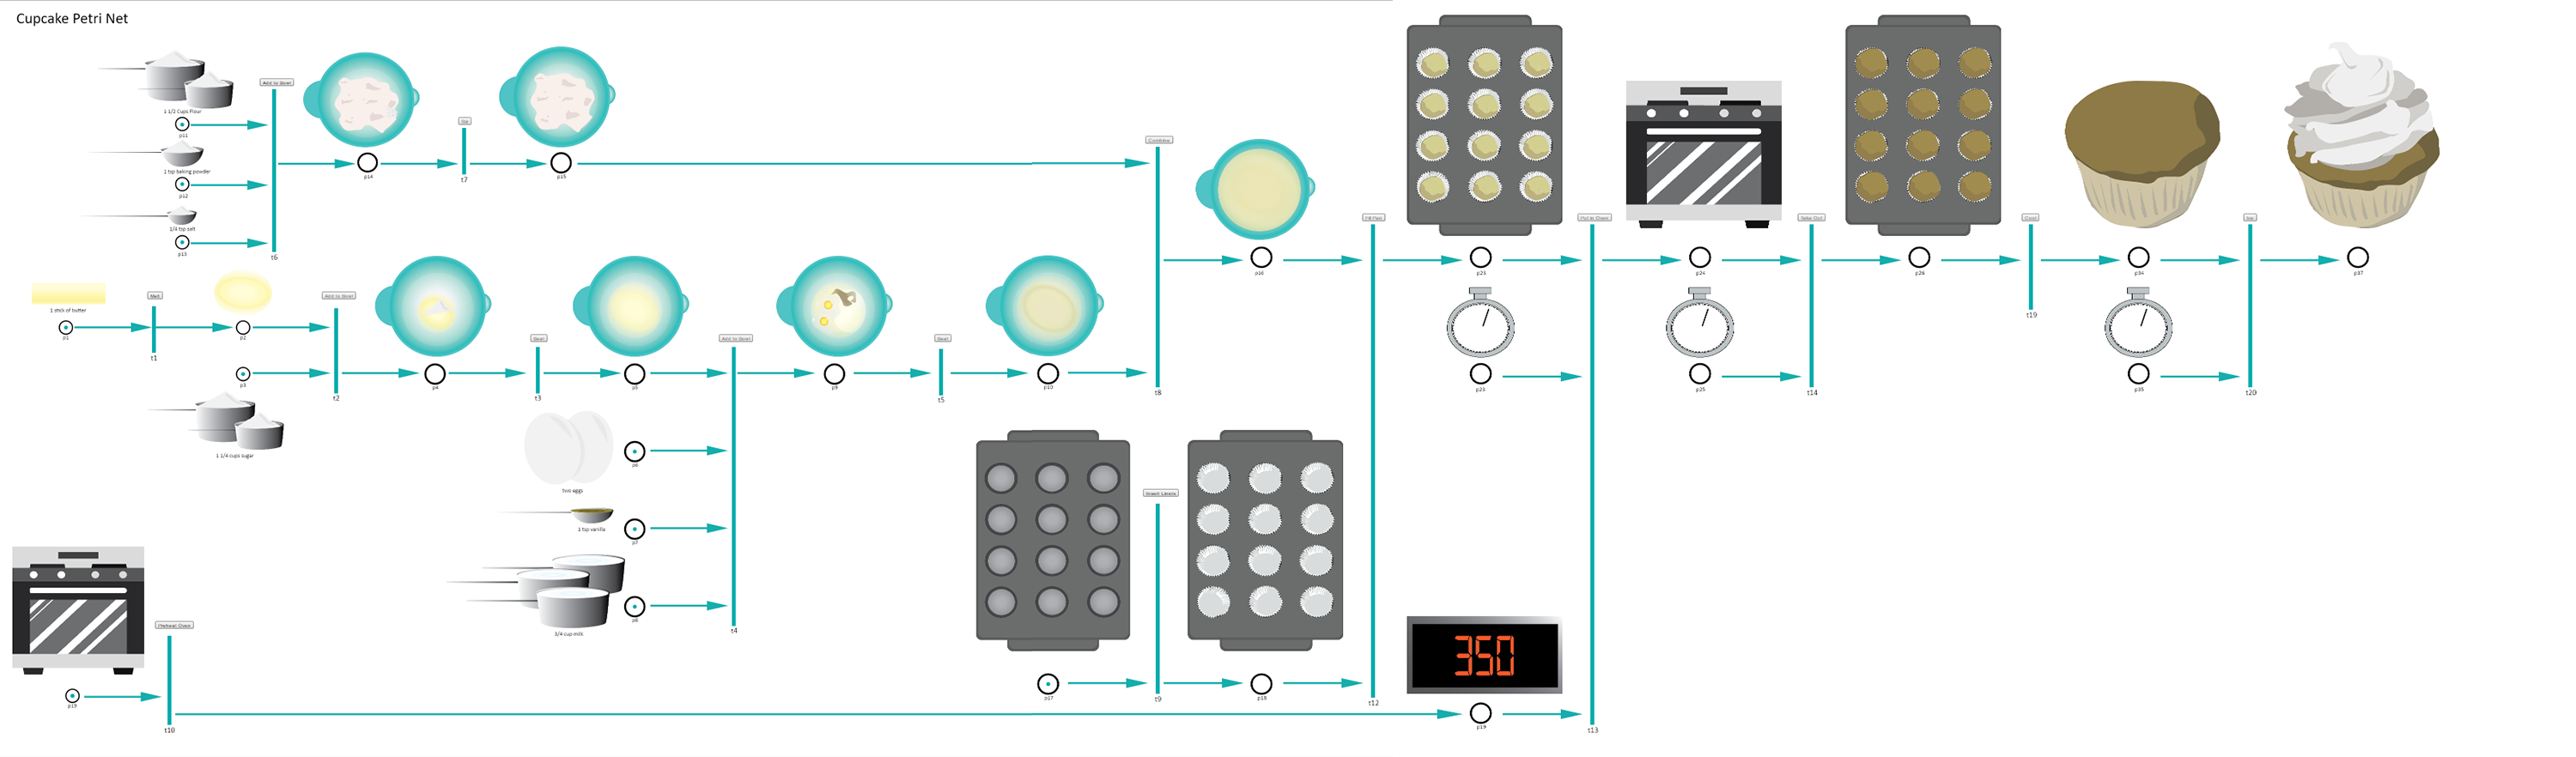 Cupcake Petri Net
Add to Bowl
1 1/2 Cups Flour
p11
1 tsp baking powder
p12
1/4 tsp salt
p13
t6
p14
t7
p15
Combine
p16
Fill Pan
p23
Put in Oven
p24
Take Out
p26
Cool
p34
Ice
p37
1 stick of butter
p1
Melt
t1
p2
Add to Bowl
p3
1 1/4 cups sugar
t2
p4
Beat
t3
p5
Add to Bowl
p9
Beat
t5
p10
t8
p23
p25
t14
t19
p35
t20
two eggs
p6
1 tsp vanilla
p7
3/4 cup milk
p8
t4
Preheat Oven
t10
p17
Insert Liners
t9
p18
t12
350
p19
t13